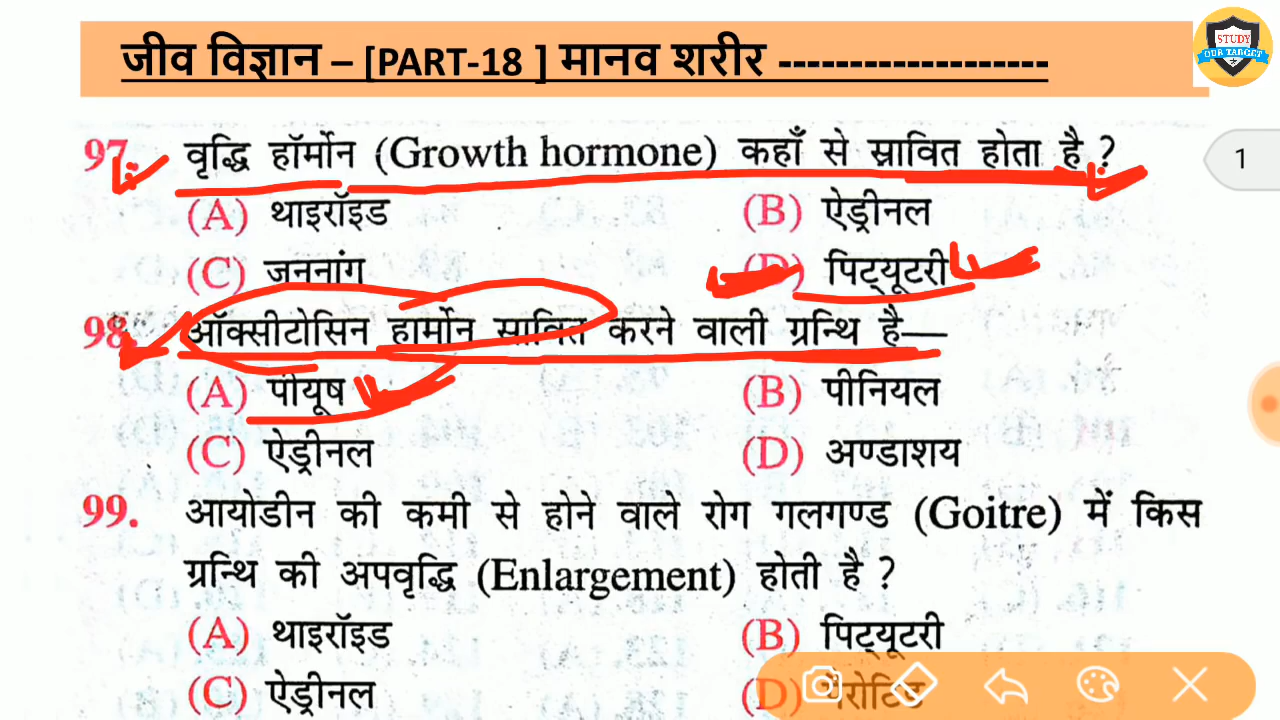 जीव विज्ञान – [PART-18 ] मानव शरीर -------------------
STUDY
OUR TARGET
1
97. वृद्धि हॉर्मोन (Growth hormone) कहाँ से स्रावित होता है ?
(A) थाइरॉइड (B) ऐड्रीनल
(C) जननांग (D) पिट्यूटरी
98. ऑक्सीटोसिन हार्मोन स्रावित करने वाली ग्रन्थि है—
(A) पीयूष (B) पीनियल
(C) ऐड्रीनल (D) अण्डाशय
99. आयोडीन की कमी से होने वाले रोग गलगण्ड (Goitre) में किस
ग्रन्थि की अपवृद्धि (Enlargement) होती है ?
(A) थाइरॉइड (B) पिट्यूटरी
(C) ऐड्रीनल (D) पैरोटिड